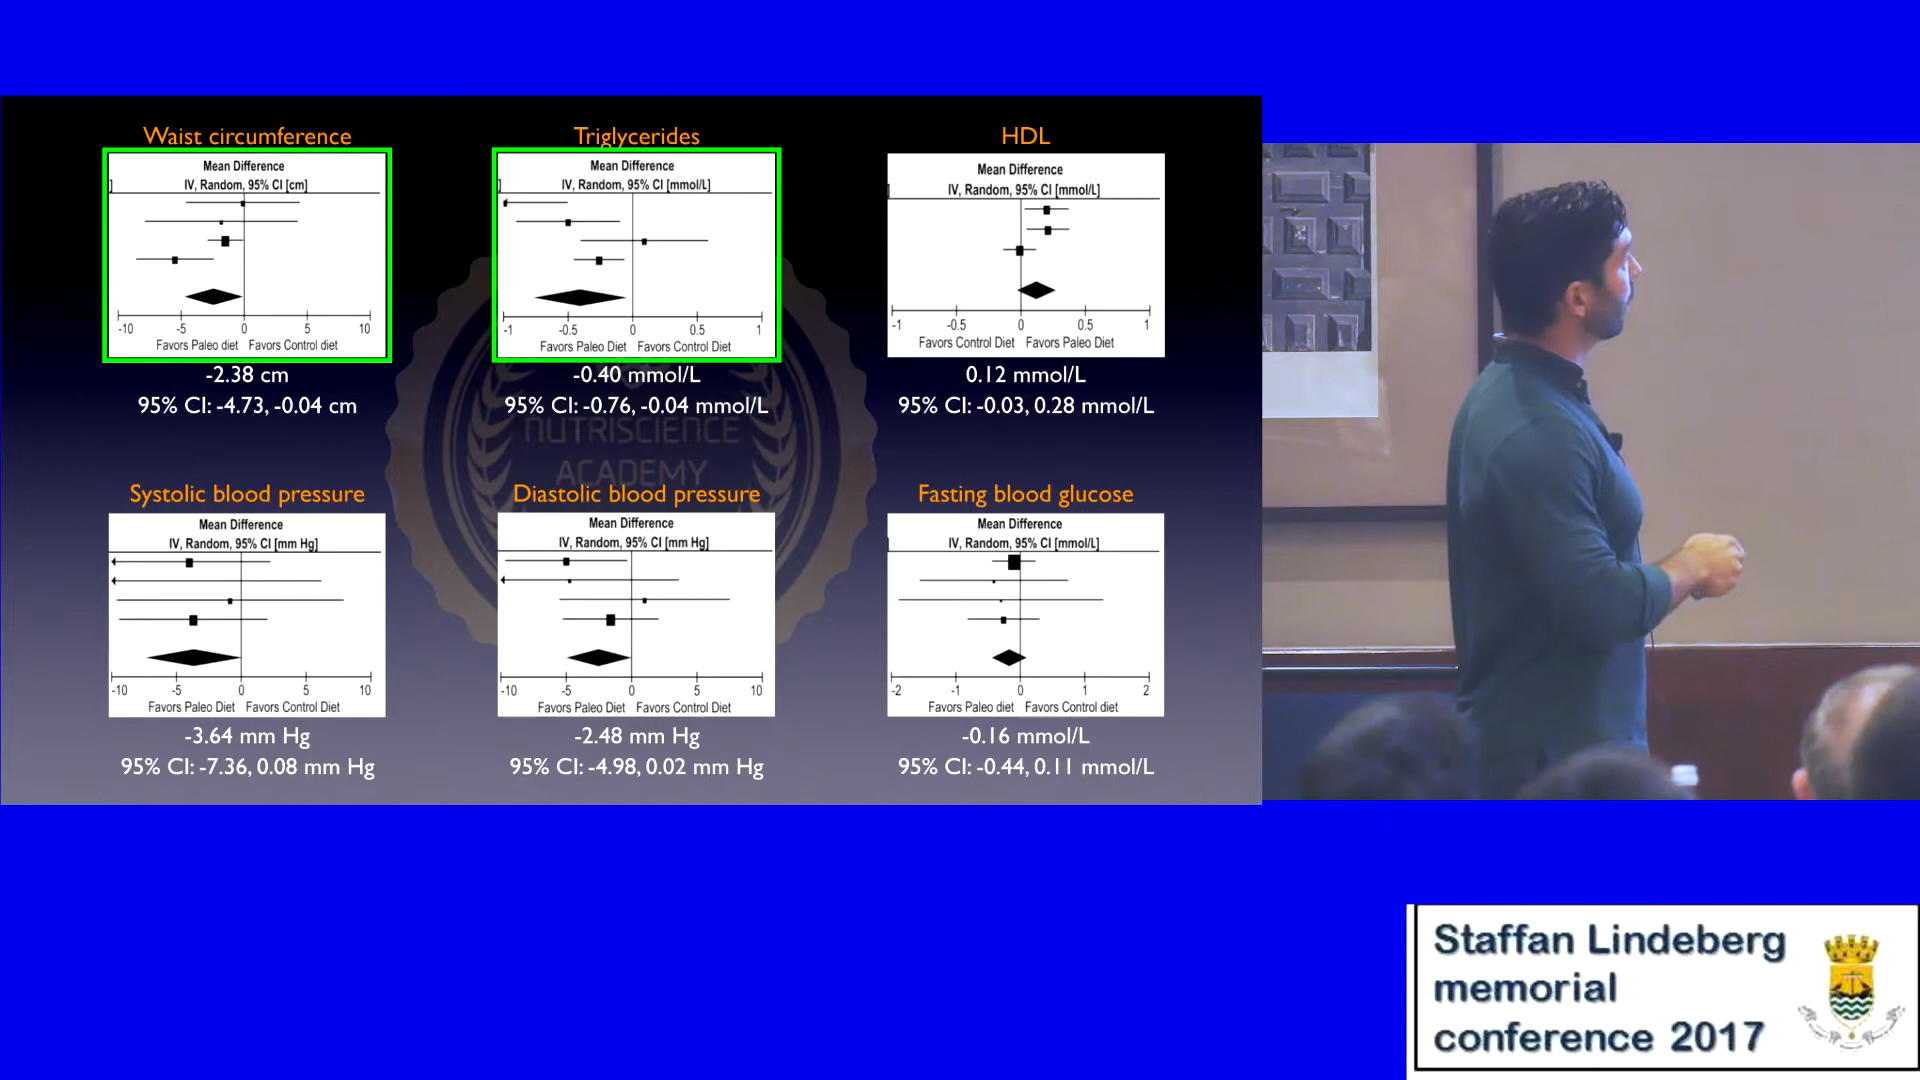 Waist circumference
Mean Difference
IV, Random, 95% CI [cm]
-10 -5 0 5 10
Favors Paleo diet Favors Control diet
-2.38 cm
95% CI: -4.73, -0.04 cm
Triglycerides
Mean Difference
IV, Random, 95% CI [mmol/L]
-1 -0.5 0 0.5 1
Favors Paleo Diet Favors Control Diet
-0.40 mmol/L
95% CI: -0.76, -0.04 mmol/L
HDL
Mean Difference
IV, Random, 95% CI [mmol/L]
-1 -0.5 0 0.5 1
Favors Control Diet Favors Paleo Diet
0.12 mmol/L
95% CI: -0.03, 0.28 mmol/L
NUTRISCIENCE
ACADEMY
Systolic blood pressure
Mean Difference
IV, Random, 95% CI [mm Hg]
-10 -5 0 5 10
Favors Paleo Diet Favors Control Diet
-3.64 mm Hg
95% CI: -7.36, 0.08 mm Hg
Diastolic blood pressure
Mean Difference
IV, Random, 95% CI [mm Hg]
-10 -5 0 5 10
Favors Paleo Diet Favors Control Diet
-2.48 mm Hg
95% CI: -4.98, 0.02 mm Hg
Fasting blood glucose
Mean Difference
IV, Random, 95% CI [mmol/L]
-2 -1 0 1 2
Favors Paleo diet Favors Control diet
-0.16 mmol/L
95% CI: -0.44, 0.11 mmol/L
Staffan Lindeberg
memorial
conference 2017